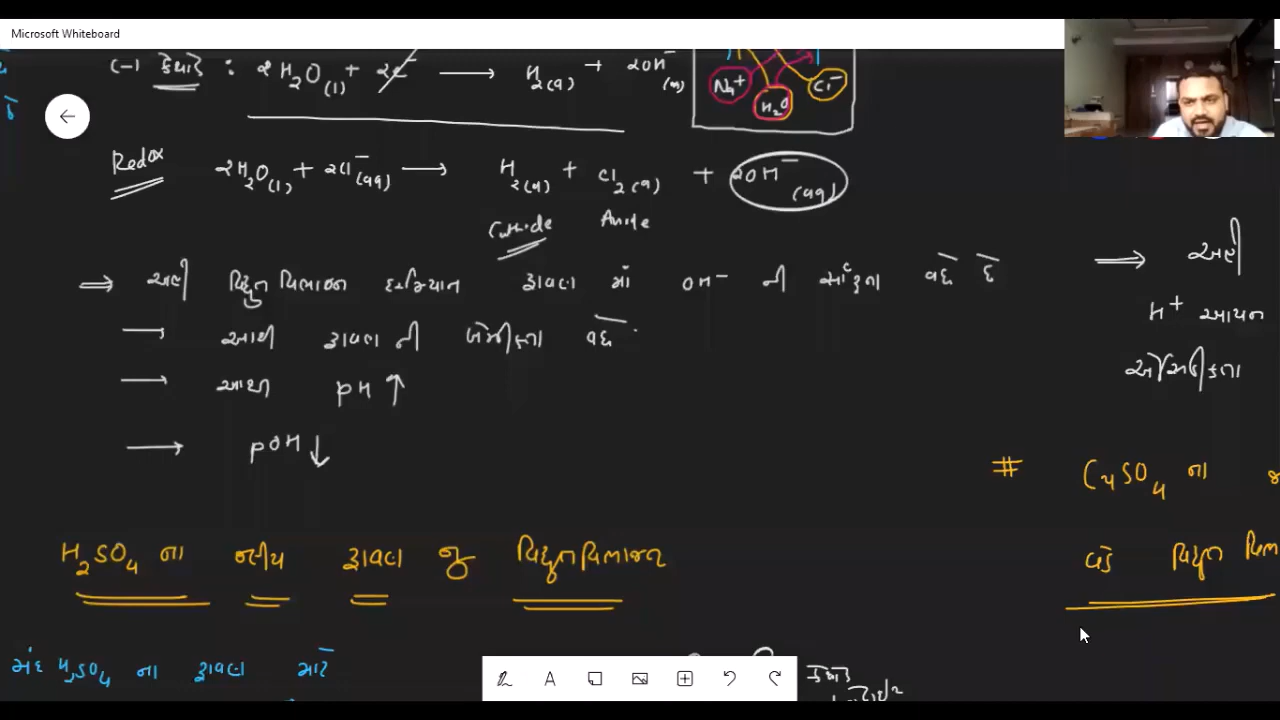 Microsoft Whiteboard
(-) કેથોડ : 2H₂O(l) + 2e⁻ ⟶ H₂(g) + 2OH⁻(aq)
Na⁺ H₂O Cl⁻
Redox 2H₂O(l) + 2Cl⁻(aq) ⟶ H₂(g) + Cl₂(g) + 2OH⁻(aq)
Cathode Anode
⟹ અહીં વિદ્યુત વિભાજન દરમિયાન દ્રાવણ માં OH⁻ ની સાંદ્રતા વધે છે
⟶ આથી દ્રાવણ ની બેઝીકતા વધે
⟶ આથી pH ↑
⟶ pOH ↓
H₂SO₄ ના જલીય દ્રાવણ નું વિદ્યુતવિભાજન
મંદ H₂SO₄ ના દ્રાવણ માટે
⟹ અહીં
H⁺ આયન
# CuSO₄ ના
વડે વિદ્યુત
કેથોડ
A